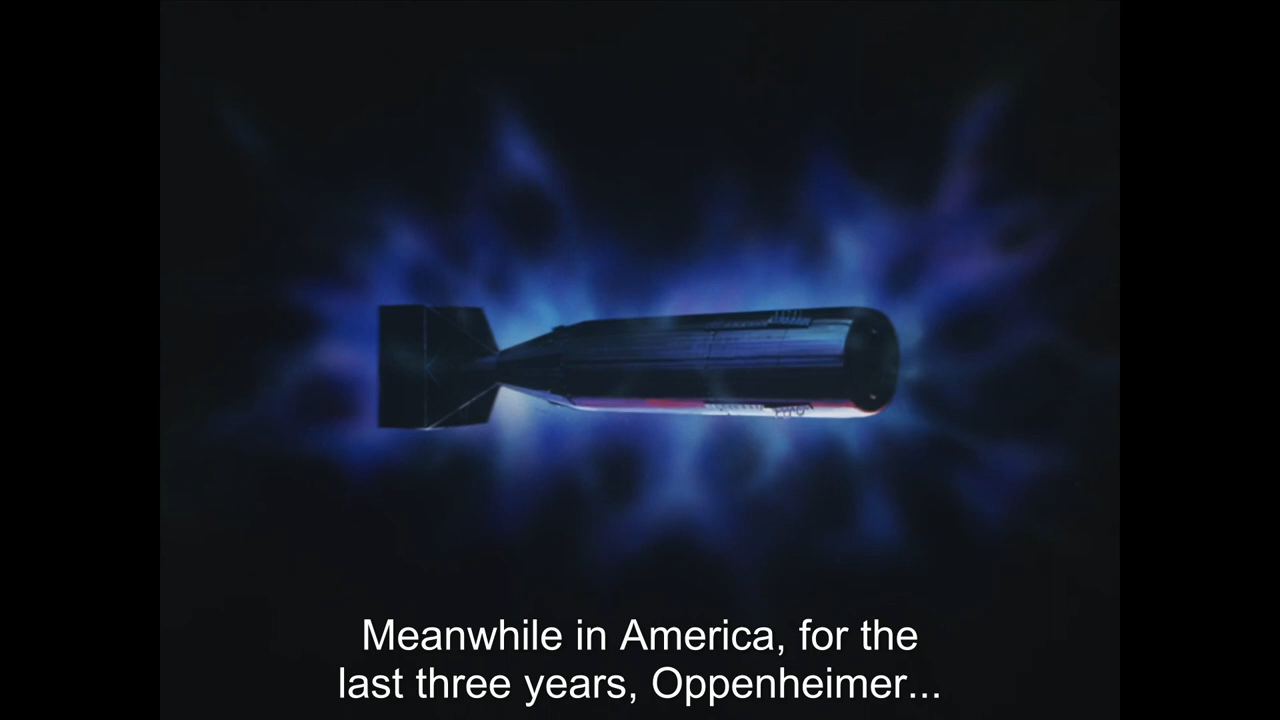 Meanwhile in America, for the
last three years, Oppenheimer...